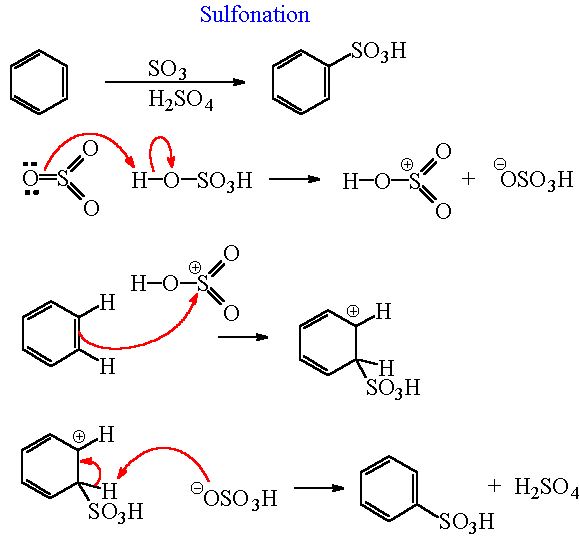 Sulfonation
SO3H
SO3
H2SO4
O=S O O H-O-SO3H H-O-S⊕ O O + ⊖OSO3H
H H H-O-S⊕ O O ⊕ H H SO3H
⊕ H H SO3H ⊖OSO3H SO3H + H2SO4